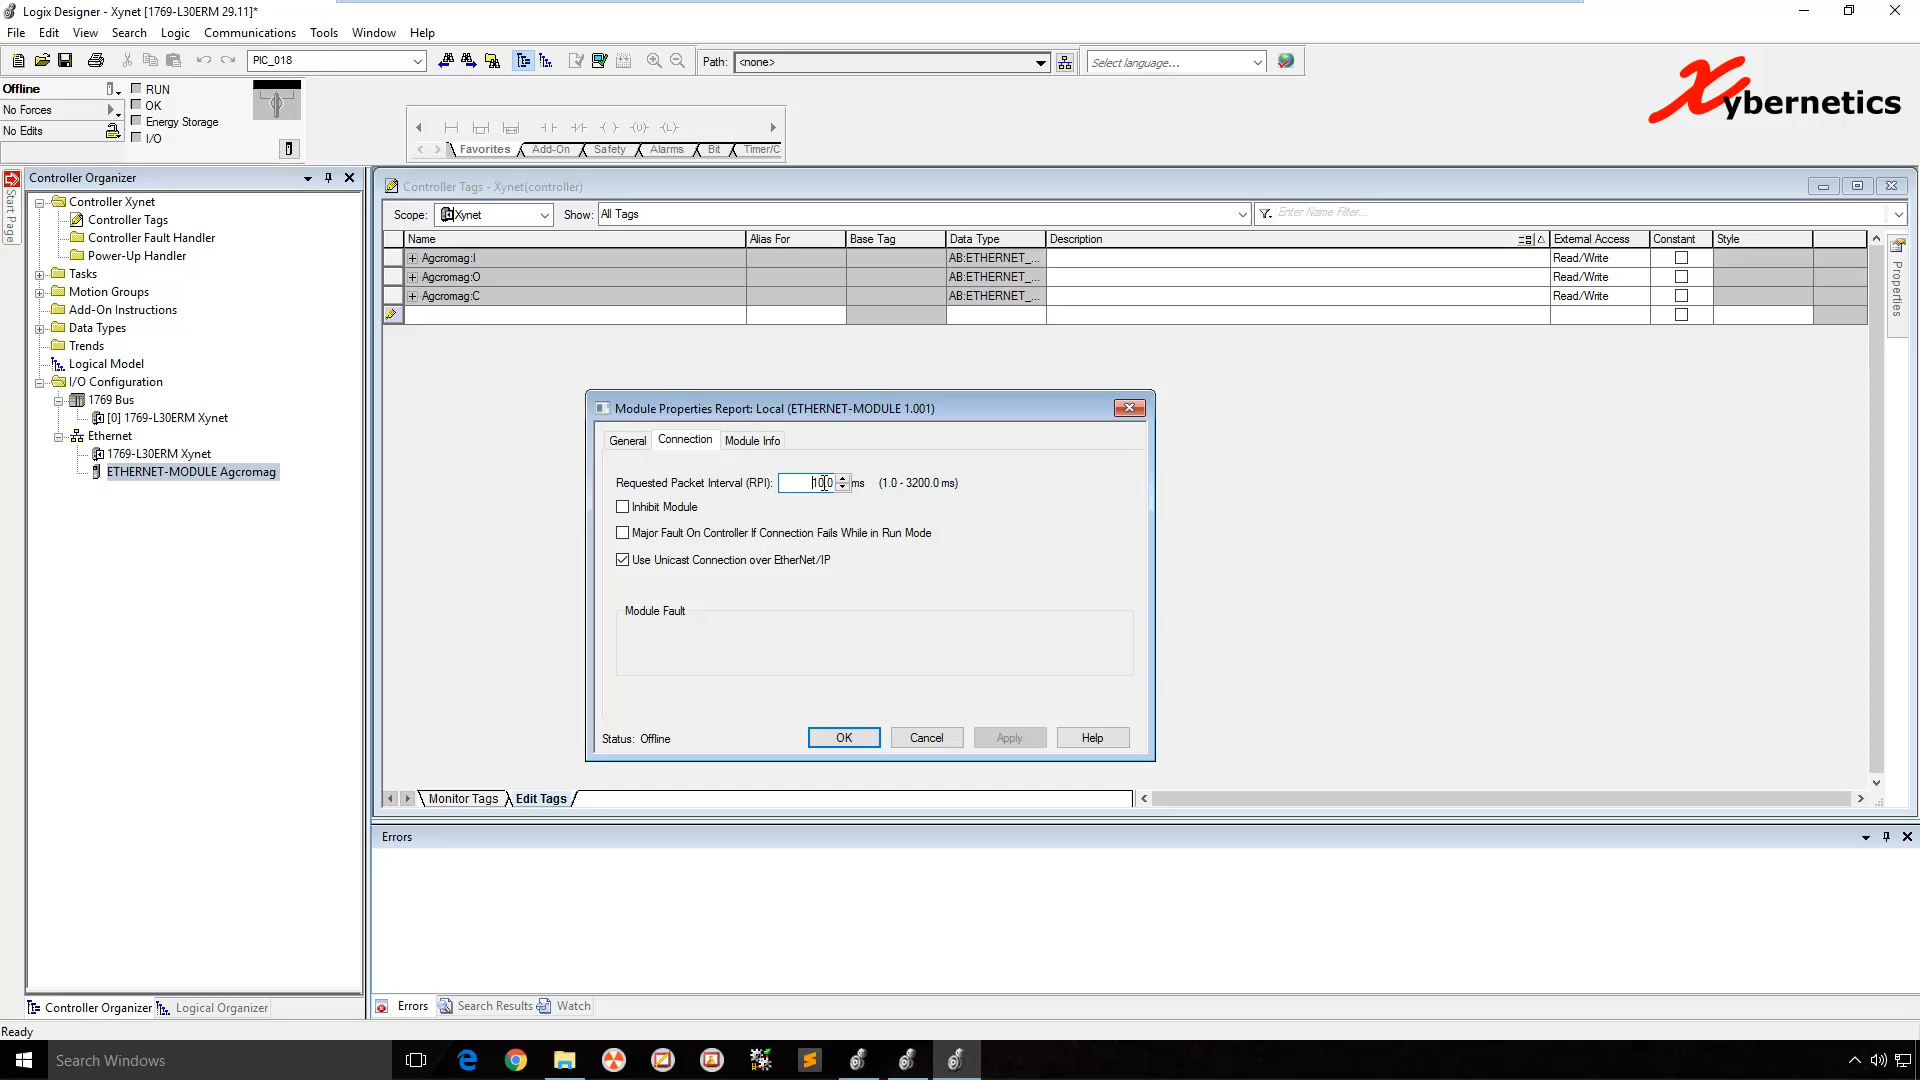 Logix Designer - Xynet [1769-L30ERM 29.11]*
File Edit View Search Logic Communications Tools Window Help
PIC_018
Path: <none>
Select language...
Xybernetics
Offline
RUN
No Forces
OK
Energy Storage
No Edits
I/O
Favorites Add-On Safety Alarms Bit Timer/C
Start Page
Controller Organizer
Controller Xynet
Controller Tags
Controller Fault Handler
Power-Up Handler
Tasks
Motion Groups
Add-On Instructions
Data Types
Trends
Logical Model
I/O Configuration
1769 Bus
[0] 1769-L30ERM Xynet
Ethernet
1769-L30ERM Xynet
ETHERNET-MODULE Agcromag
Controller Organizer Logical Organizer
Controller Tags - Xynet(controller)
Scope: Xynet Show: All Tags Enter Name Filter...
Name Alias For Base Tag Data Type Description External Access Constant Style
Agcromag:I AB:ETHERNET_... Read/Write
Agcromag:O AB:ETHERNET_... Read/Write
Agcromag:C AB:ETHERNET_... Read/Write
Properties
Module Properties Report: Local (ETHERNET-MODULE 1.001)
General Connection Module Info
Requested Packet Interval (RPI): 10.0 ms (1.0 - 3200.0 ms)
Inhibit Module
Major Fault On Controller If Connection Fails While in Run Mode
Use Unicast Connection over EtherNet/IP
Module Fault
Status: Offline OK Cancel Apply Help
Monitor Tags Edit Tags
Errors
Errors Search Results Watch
Ready
Search Windows